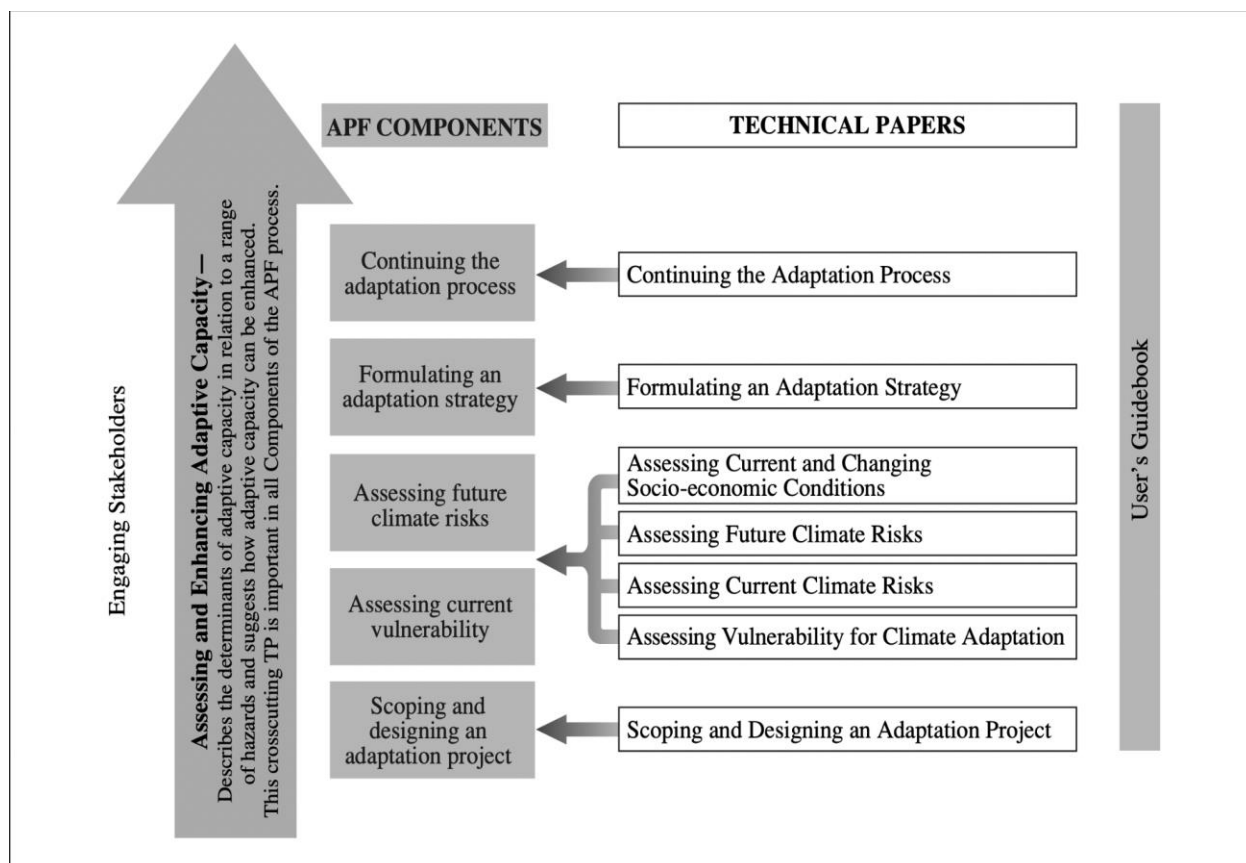 Engaging Stakeholders
Assessing and Enhancing Adaptive Capacity—
Describes the determinants of adaptive capacity in relation to a range
of hazards and suggests how adaptive capacity can be enhanced.
This crosscutting TP is important in all Components of the APF process.
APF COMPONENTS
TECHNICAL PAPERS
Continuing the
adaptation process
Continuing the Adaptation Process
Formulating an
adaptation strategy
Formulating an Adaptation Strategy
Assessing future
climate risks
Assessing current
vulnerability
Assessing Current and Changing
Socio-economic Conditions
Assessing Future Climate Risks
Assessing Current Climate Risks
Assessing Vulnerability for Climate Adaptation
Scoping and
designing an
adaptation project
Scoping and Designing an Adaptation Project
User's Guidebook